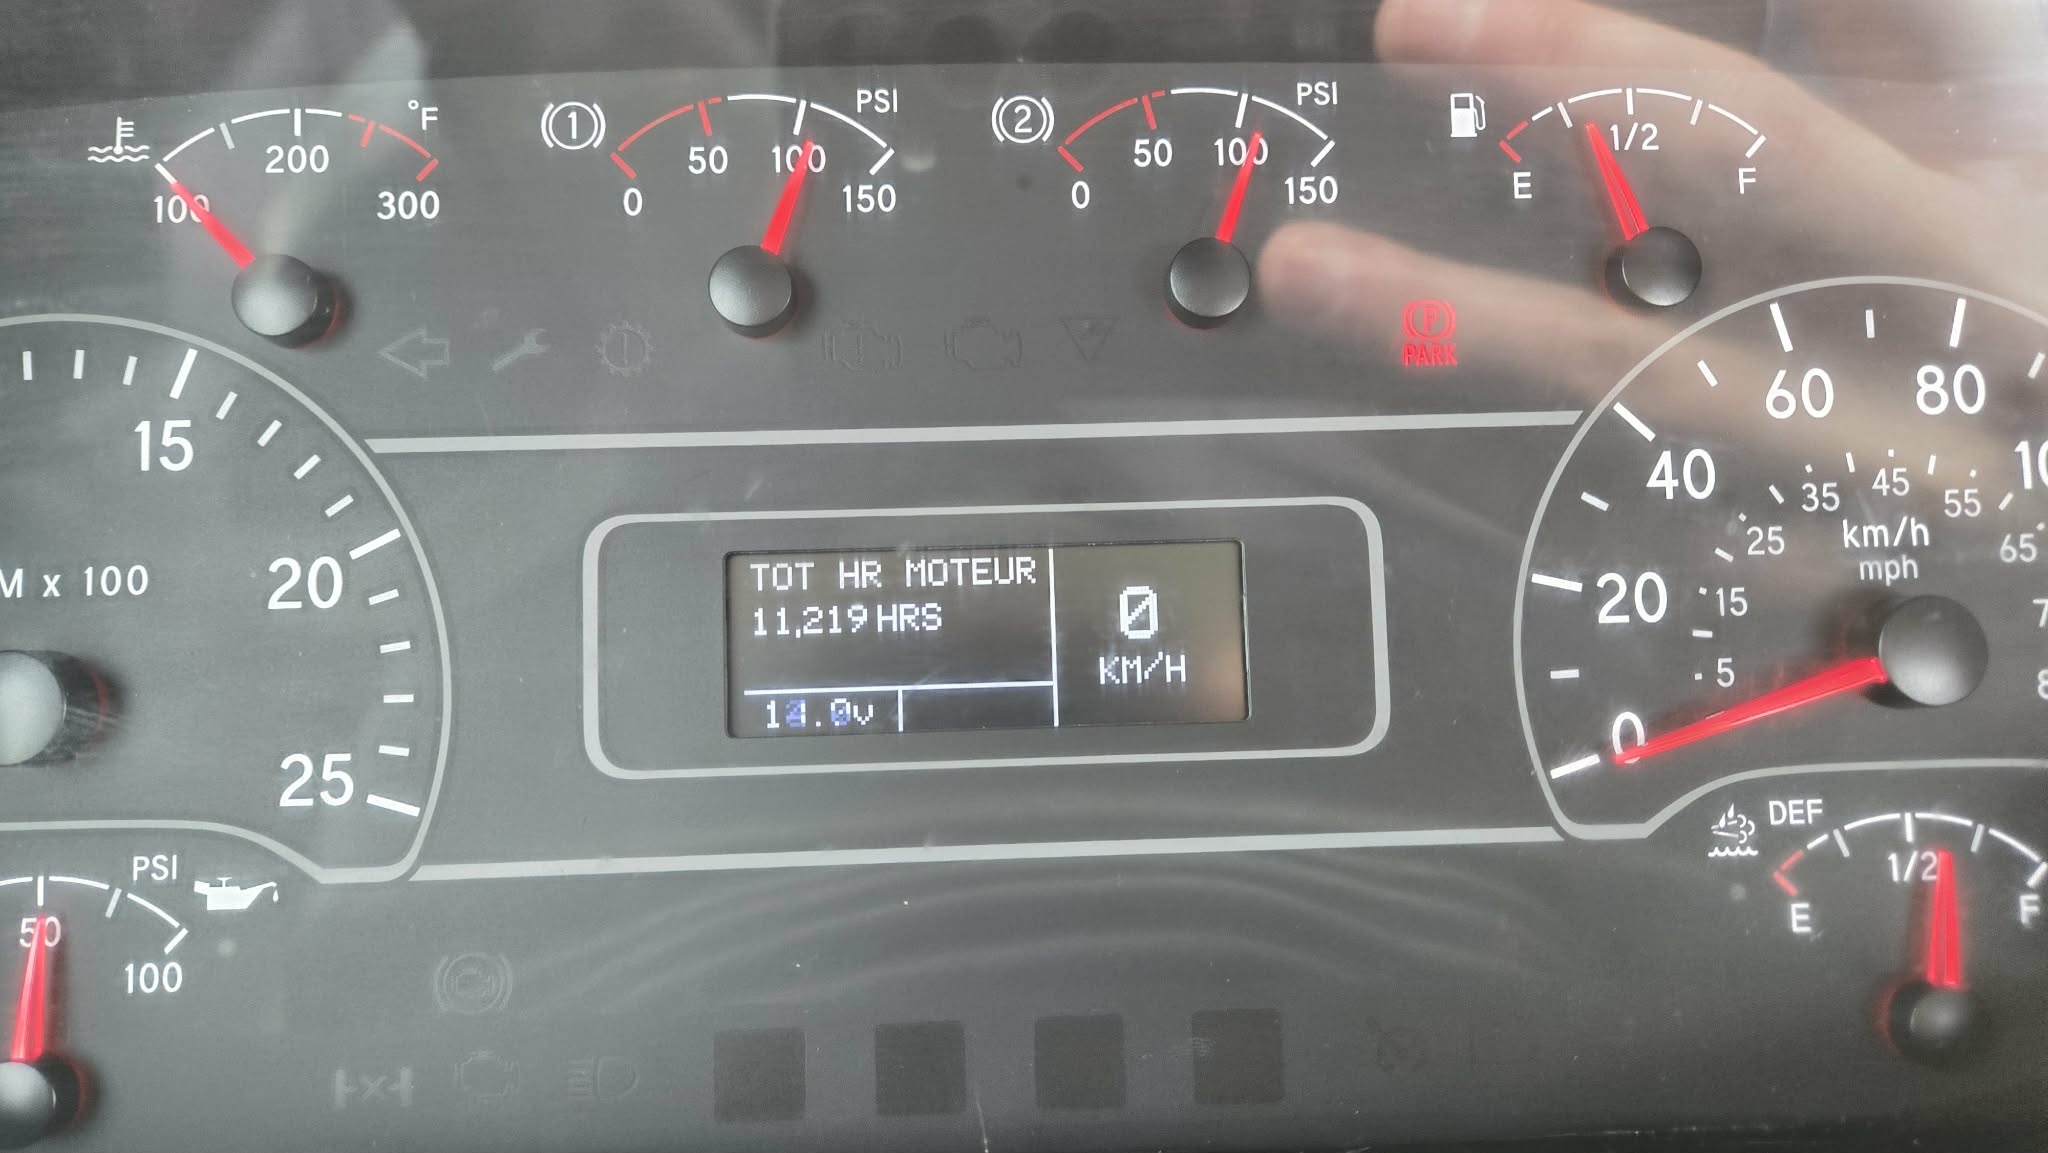 °F
100 200 300
1 PSI
0 50 100 150
2 PSI
0 50 100 150
E 1/2 F
P
PARK
15
20
25
M x 100
TOT HR MOTEUR
11,219 HRS
0
KM/H
0 20 40 60 80
5 15 25 35 45 55 65
km/h
mph
PSI
50 100
DEF
E 1/2 F